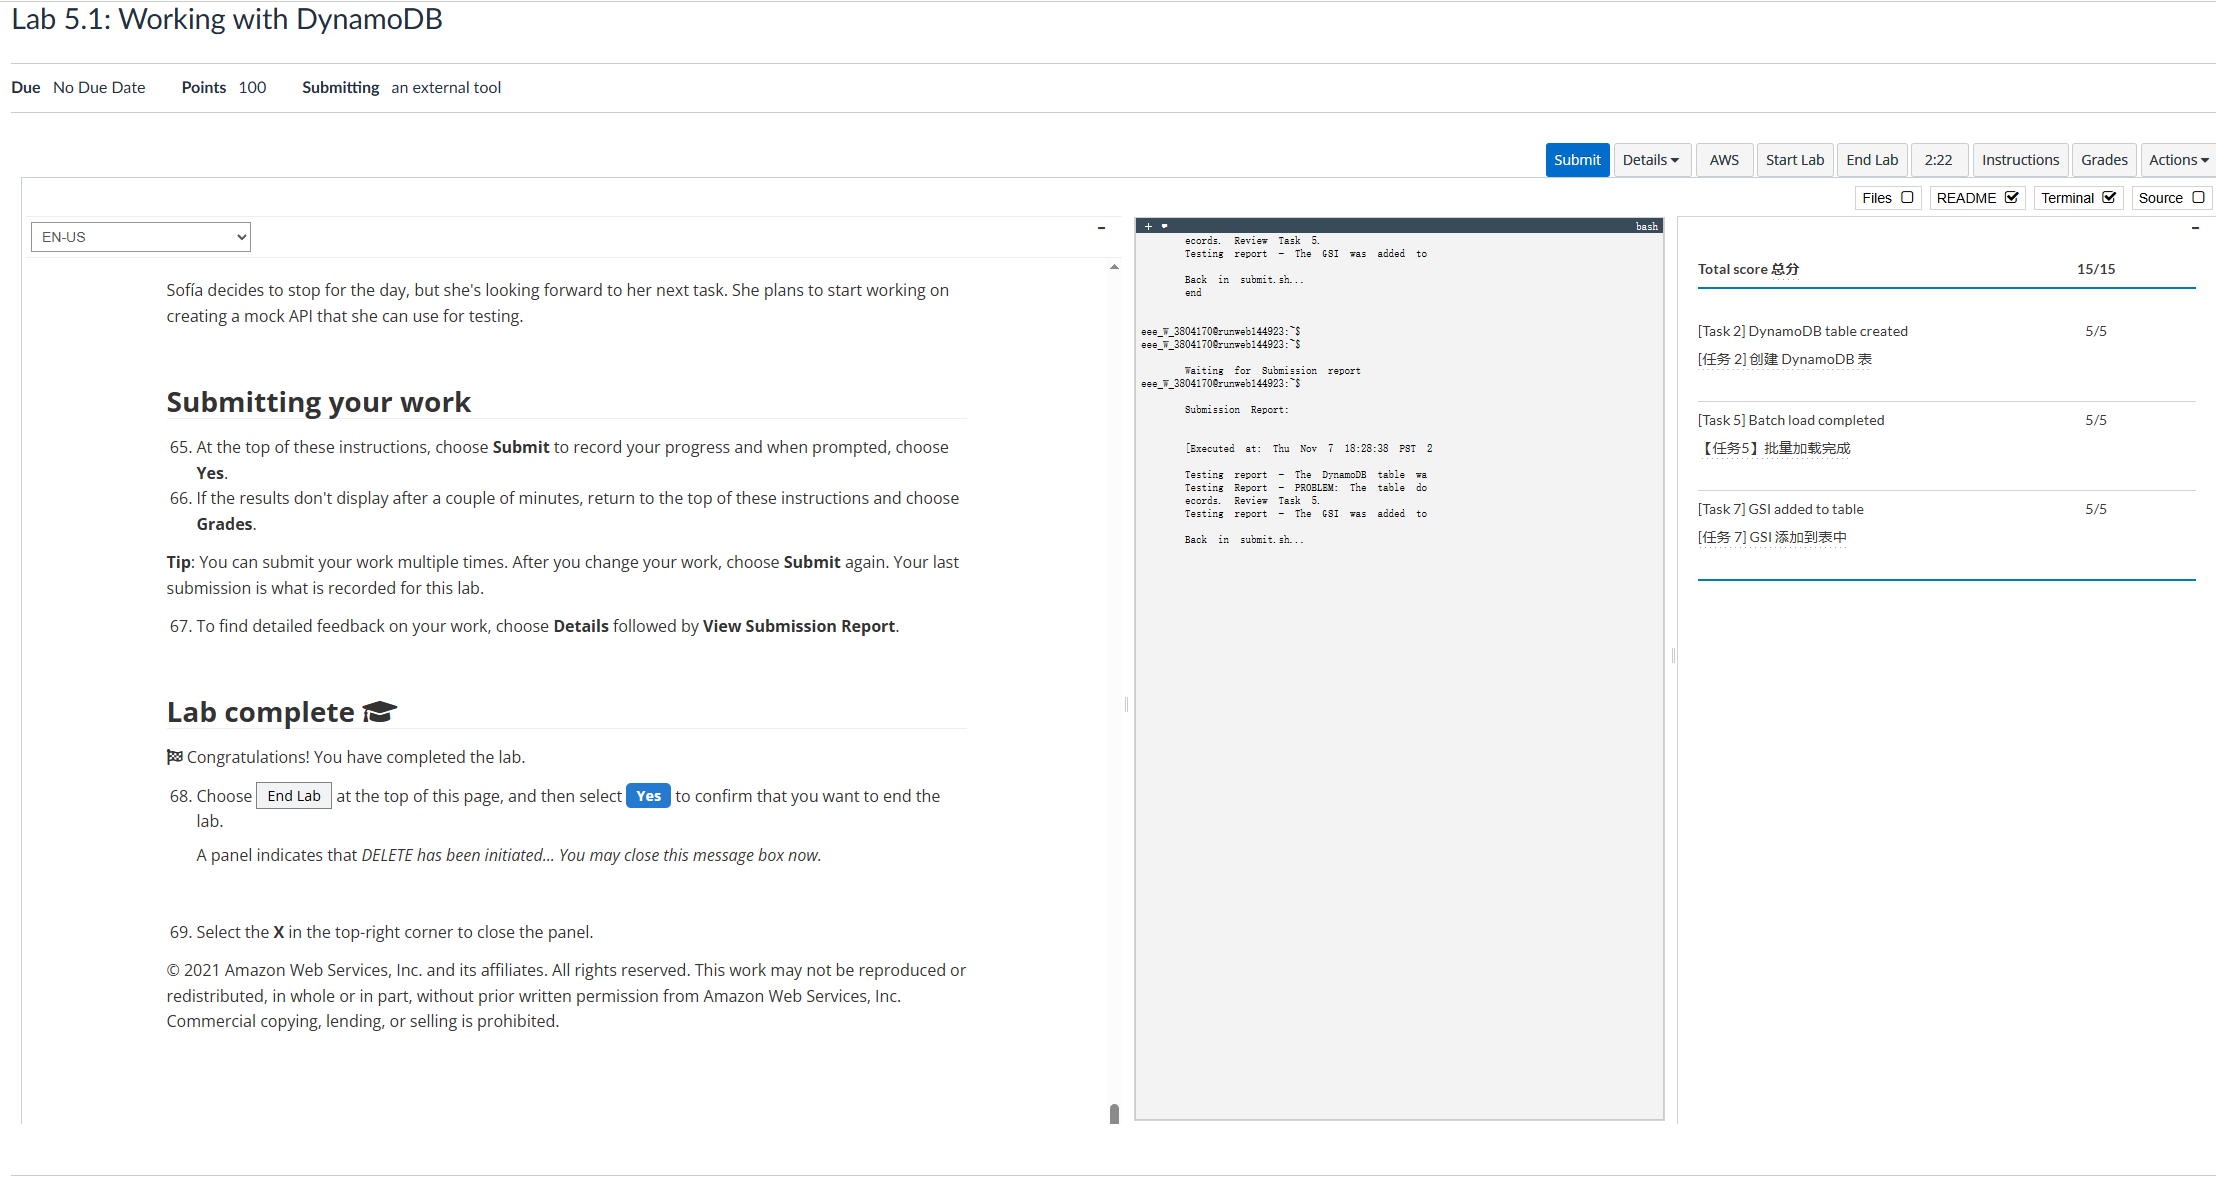 Lab 5.1: Working with DynamoDB
Due No Due Date Points 100 Submitting an external tool
Submit Details AWS Start Lab End Lab 2:22 Instructions Grades Actions
Files README Terminal Source
EN-US
Sofía decides to stop for the day, but she's looking forward to her next task. She plans to start working on
creating a mock API that she can use for testing.
Submitting your work
65. At the top of these instructions, choose Submit to record your progress and when prompted, choose
Yes.
66. If the results don't display after a couple of minutes, return to the top of these instructions and choose
Grades.
Tip: You can submit your work multiple times. After you change your work, choose Submit again. Your last
submission is what is recorded for this lab.
67. To find detailed feedback on your work, choose Details followed by View Submission Report.
Lab complete
Congratulations! You have completed the lab.
68. Choose End Lab at the top of this page, and then select Yes to confirm that you want to end the
lab.
A panel indicates that DELETE has been initiated... You may close this message box now.
69. Select the X in the top-right corner to close the panel.
© 2021 Amazon Web Services, Inc. and its affiliates. All rights reserved. This work may not be reproduced or
redistributed, in whole or in part, without prior written permission from Amazon Web Services, Inc.
Commercial copying, lending, or selling is prohibited.
bash
ecords. Review Task 5.
Testing report - The GSI was added to
Back in submit.sh...
end
eee_W_3804170@runweb144923:~$
eee_W_3804170@runweb144923:~$
Waiting for Submission report
eee_W_3804170@runweb144923:~$
Submission Report:
[Executed at: Thu Nov 7 18:28:38 PST 2
Testing report - The DynamoDB table wa
Testing Report - PROBLEM: The table do
ecords. Review Task 5.
Testing report - The GSI was added to
Back in submit.sh...
Total score 总分 15/15
[Task 2] DynamoDB table created 5/5
[任务 2] 创建 DynamoDB 表
[Task 5] Batch load completed 5/5
【任务5】批量加载完成
[Task 7] GSI added to table 5/5
[任务 7] GSI 添加到表中